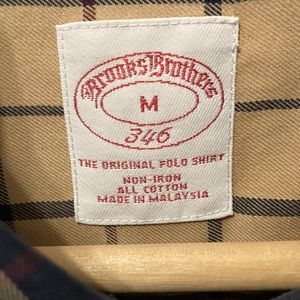 Brooks Brothers
M
346
THE ORIGINAL POLO SHIRT
NON-IRON
ALL COTTON
MADE IN MALAYSIA